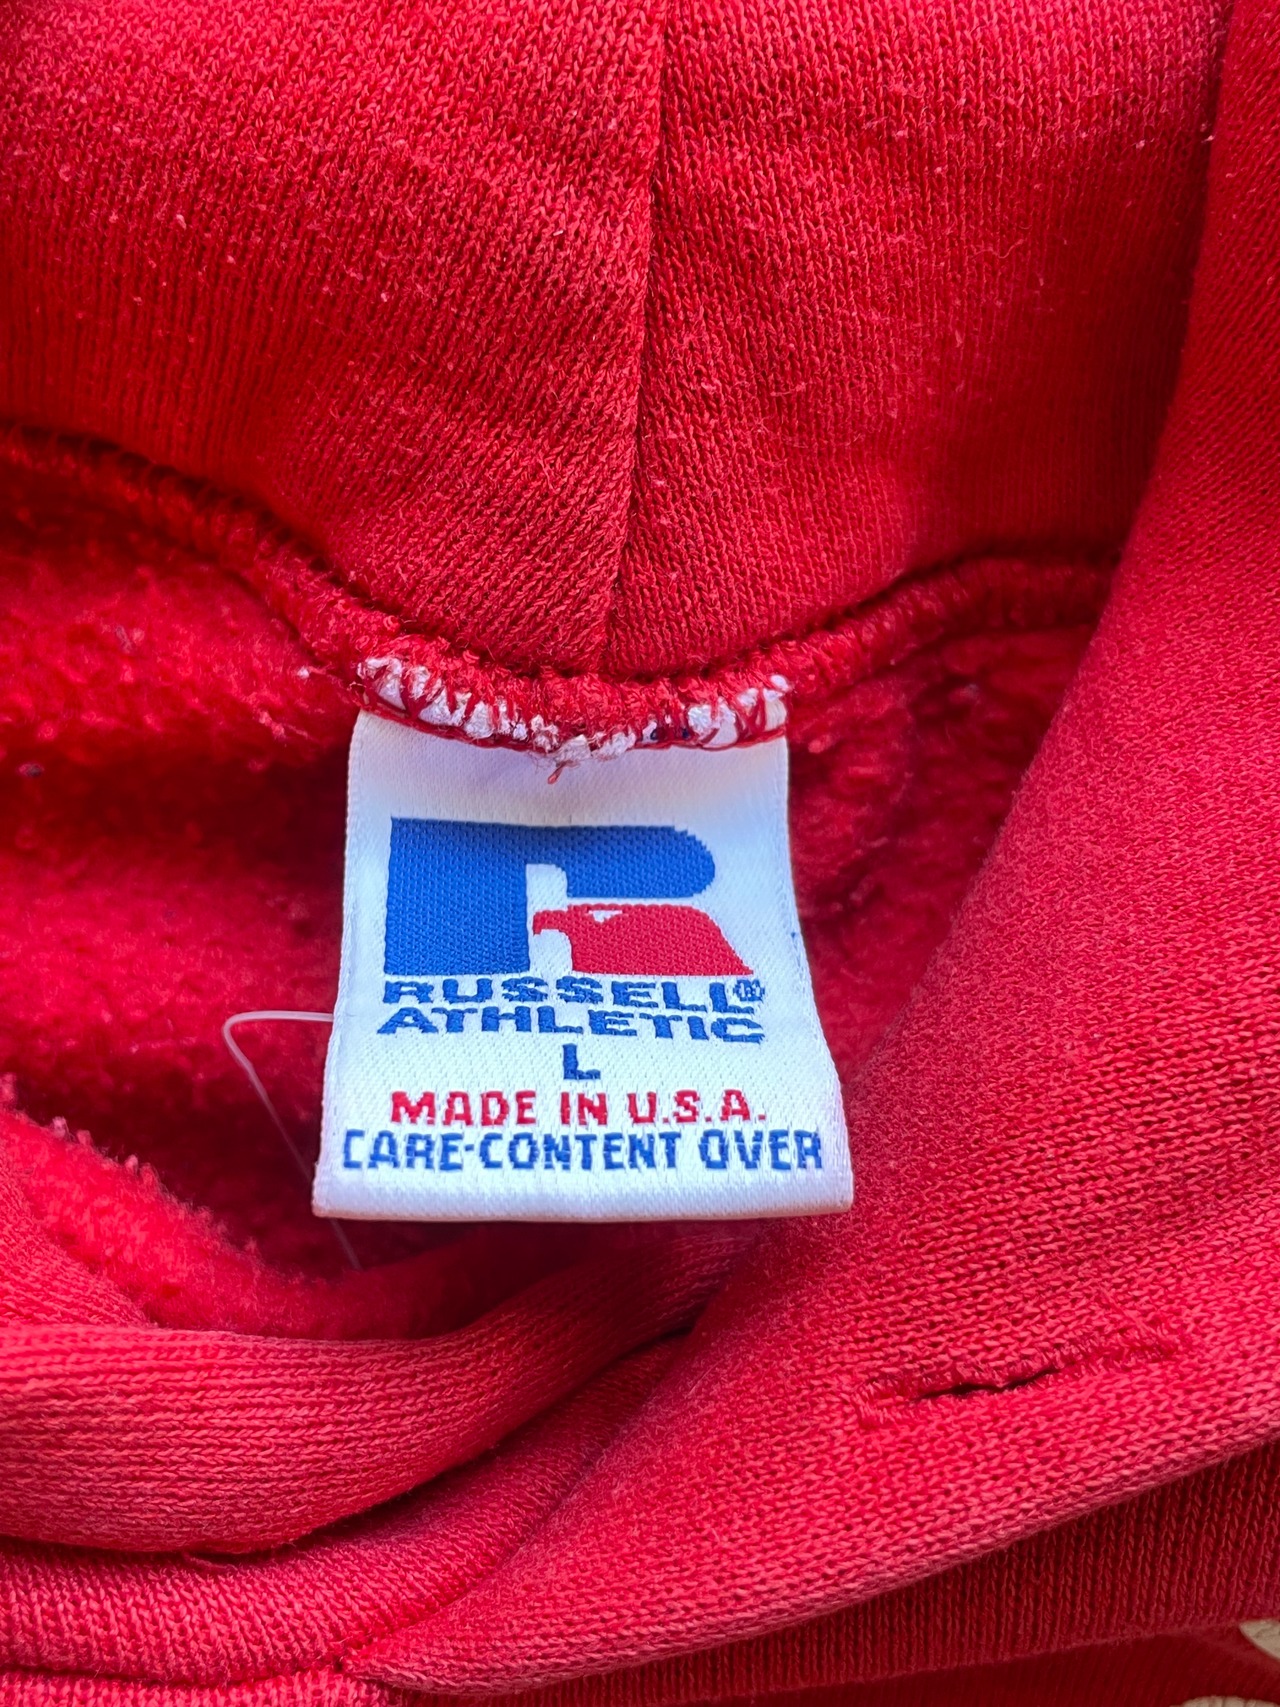 RUSSELL®
ATHLETIC
L
MADE IN U.S.A.
CARE-CONTENT OVER